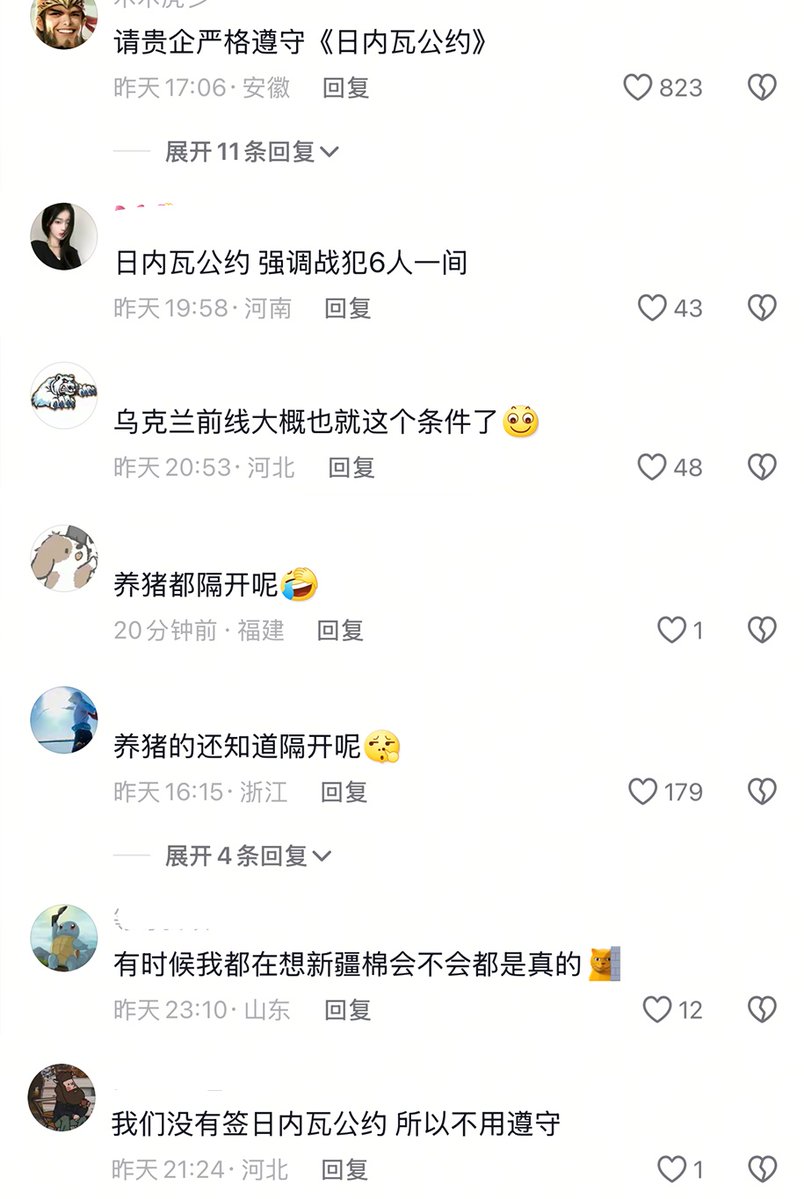 请贵企严格遵守《日内瓦公约》
昨天 17:06 · 安徽 回复 823
展开 11 条回复
日内瓦公约 强调战犯6人一间
昨天 19:58 · 河南 回复 43
乌克兰前线大概也就这个条件了
昨天 20:53 · 河北 回复 48
养猪都隔开呢
20分钟前 · 福建 回复 1
养猪的还知道隔开呢
昨天 16:15 · 浙江 回复 179
展开 4 条回复
有时候我都在想新疆棉会不会都是真的
昨天 23:10 · 山东 回复 12
我们没有签日内瓦公约 所以不用遵守
昨天 21:24 · 河北 回复 1